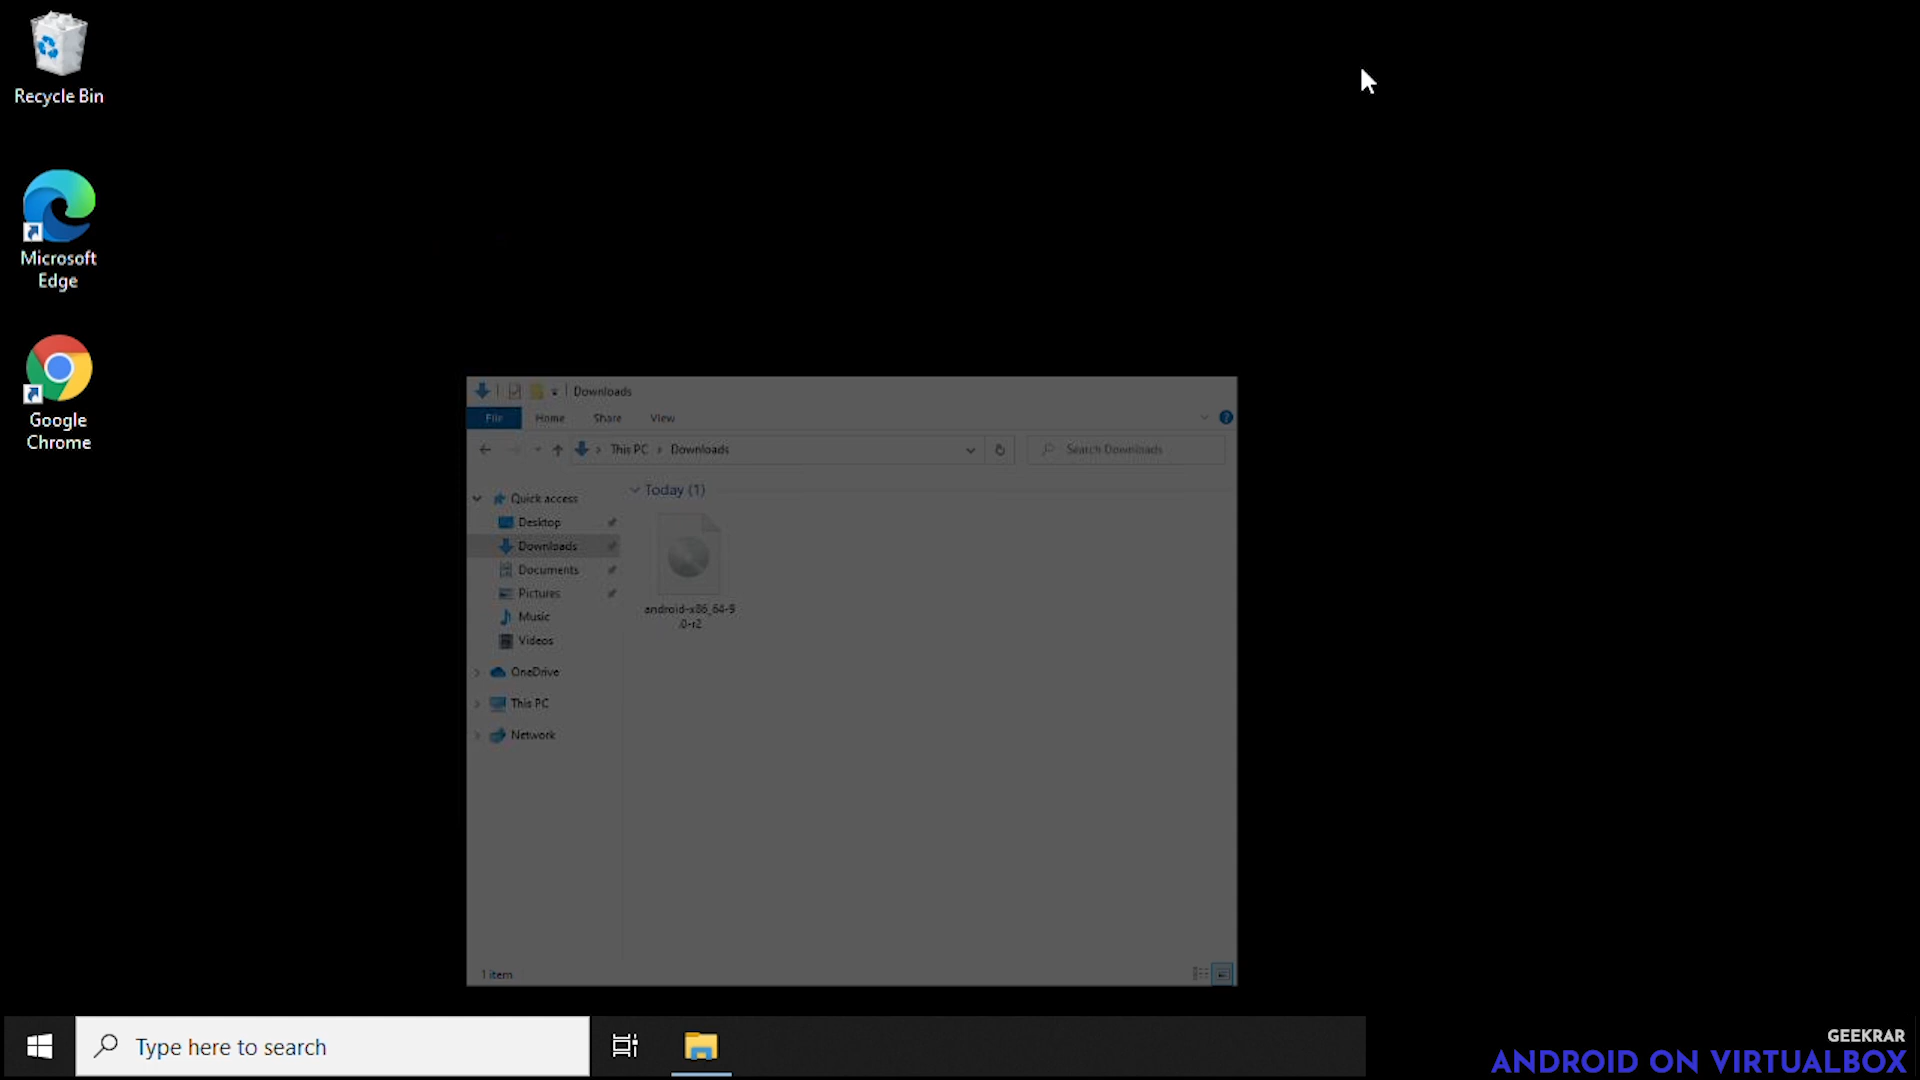 Recycle Bin
Microsoft
Edge
Google
Chrome
Downloads
File Home Share View
This PC Downloads
Search Downloads
Quick access
Desktop
Downloads
Documents
Pictures
Music
Videos
OneDrive
This PC
Network
Today (1)
android-x86_64-9
.0-r2
1 item
Type here to search
GEEKRAR
ANDROID ON VIRTUALBOX